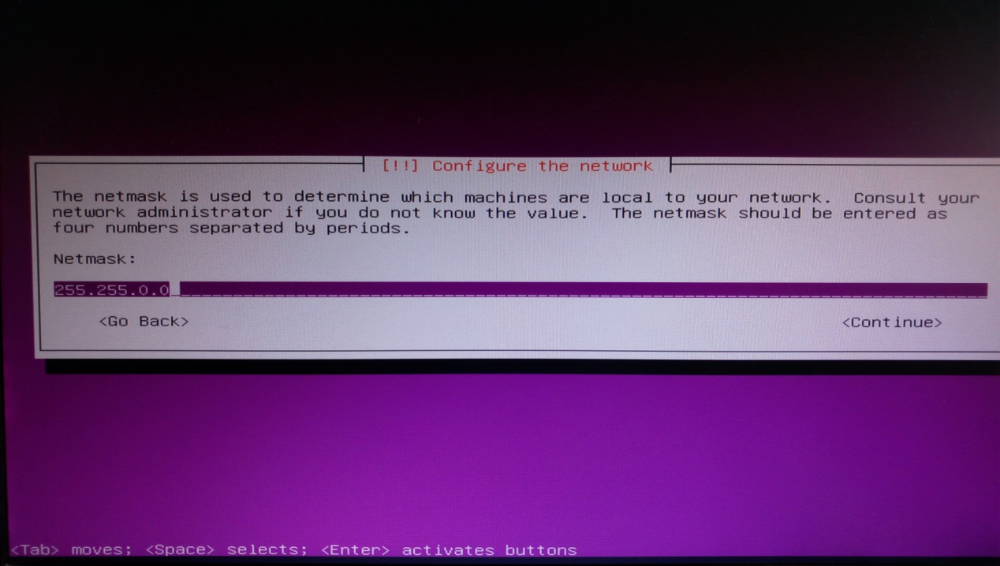 [!!] Configure the network
The netmask is used to determine which machines are local to your network.  Consult your
network administrator if you do not know the value.  The netmask should be entered as
four numbers separated by periods.
Netmask:
255.255.0.0
<Go Back> <Continue>
<Tab> moves; <Space> selects; <Enter> activates buttons